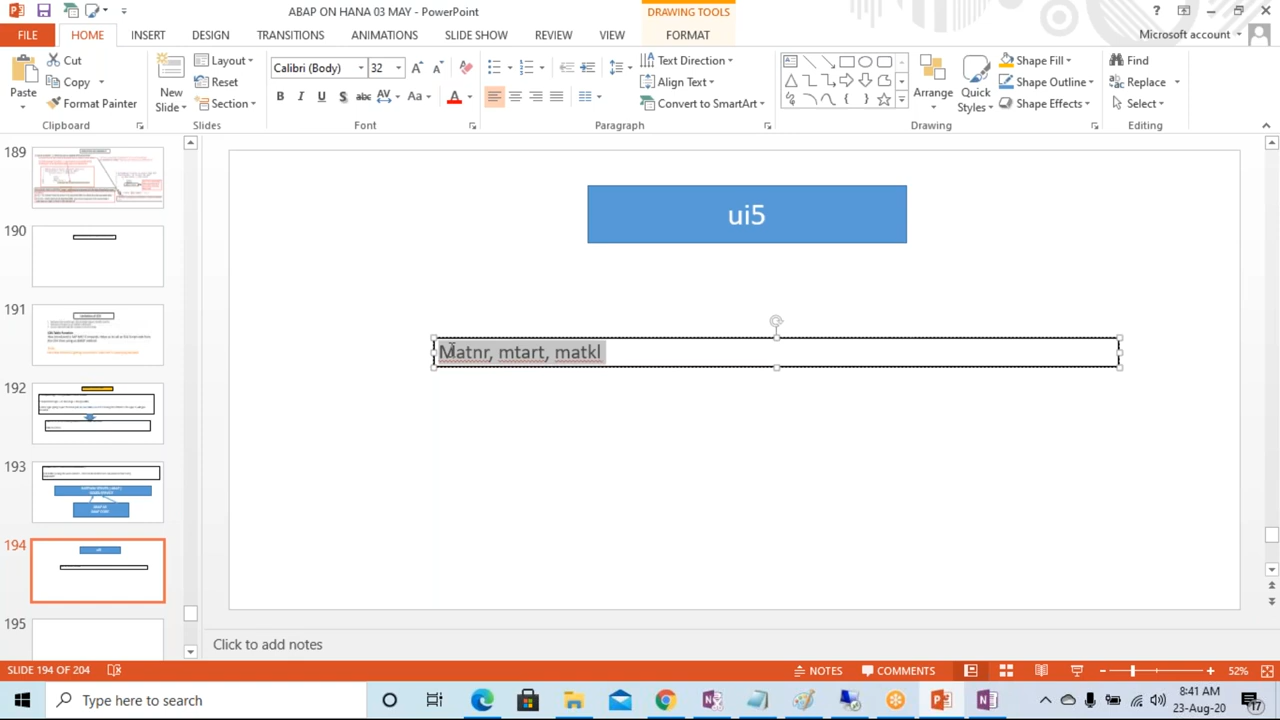 ABAP ON HANA 03 MAY - PowerPoint
DRAWING TOOLS
?
FILE
HOME
INSERT
DESIGN
TRANSITIONS
ANIMATIONS
SLIDE SHOW
REVIEW
VIEW
FORMAT
Microsoft account
Paste
Cut
Copy
Format Painter
Clipboard
New Slide
Layout
Reset
Section
Slides
Calibri (Body)
32
B I U S abc AV Aa A
Font
Text Direction
Align Text
Convert to SmartArt
Paragraph
Arrange
Quick Styles
Shape Fill
Shape Outline
Shape Effects
Drawing
Find
Replace
Select
Editing
189
190
191
192
193
194
195
ui5
Matnr, mtart, matkl
Click to add notes
SLIDE 194 OF 204
NOTES
COMMENTS
52%
Type here to search
8:41 AM
23-Aug-20
17